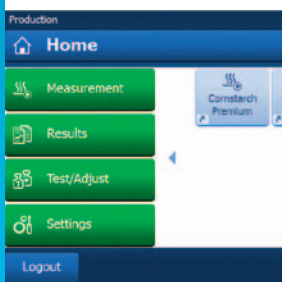 Production
Home
Measurement
Cornstarch
Premium
Results
Test/Adjust
Settings
Logout